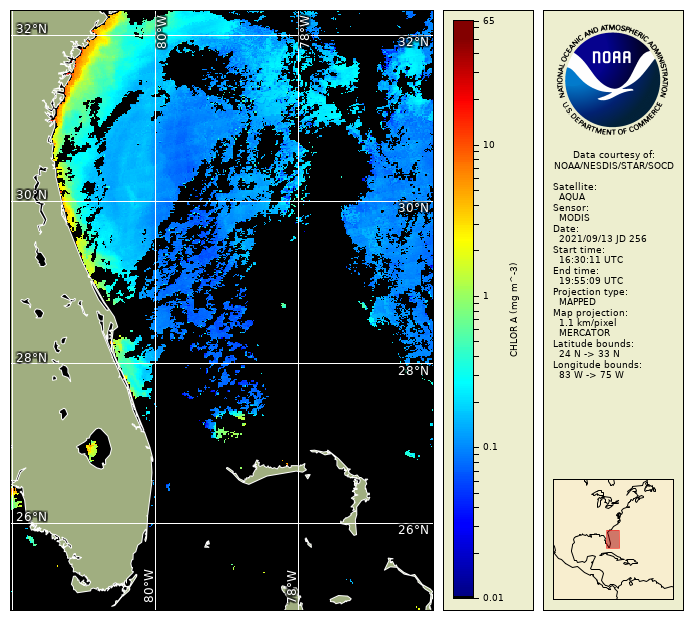 32°N
80°W
78°W
32°N
30°N
30°N
28°N
28°N
26°N
26°N
80°W
78°W
65
10
1
0.1
0.01
CHLOR A (mg m^-3)
NATIONAL OCEANIC AND ATMOSPHERIC ADMINISTRATION
NOAA
U.S. DEPARTMENT OF COMMERCE
Data courtesy of:
NOAA/NESDIS/STAR/SOCD
Satellite:
AQUA
Sensor:
MODIS
Date:
2021/09/13 JD 256
Start time:
16:30:11 UTC
End time:
19:55:09 UTC
Projection type:
MAPPED
Map projection:
1.1 km/pixel
MERCATOR
Latitude bounds:
24 N -> 33 N
Longitude bounds:
83 W -> 75 W